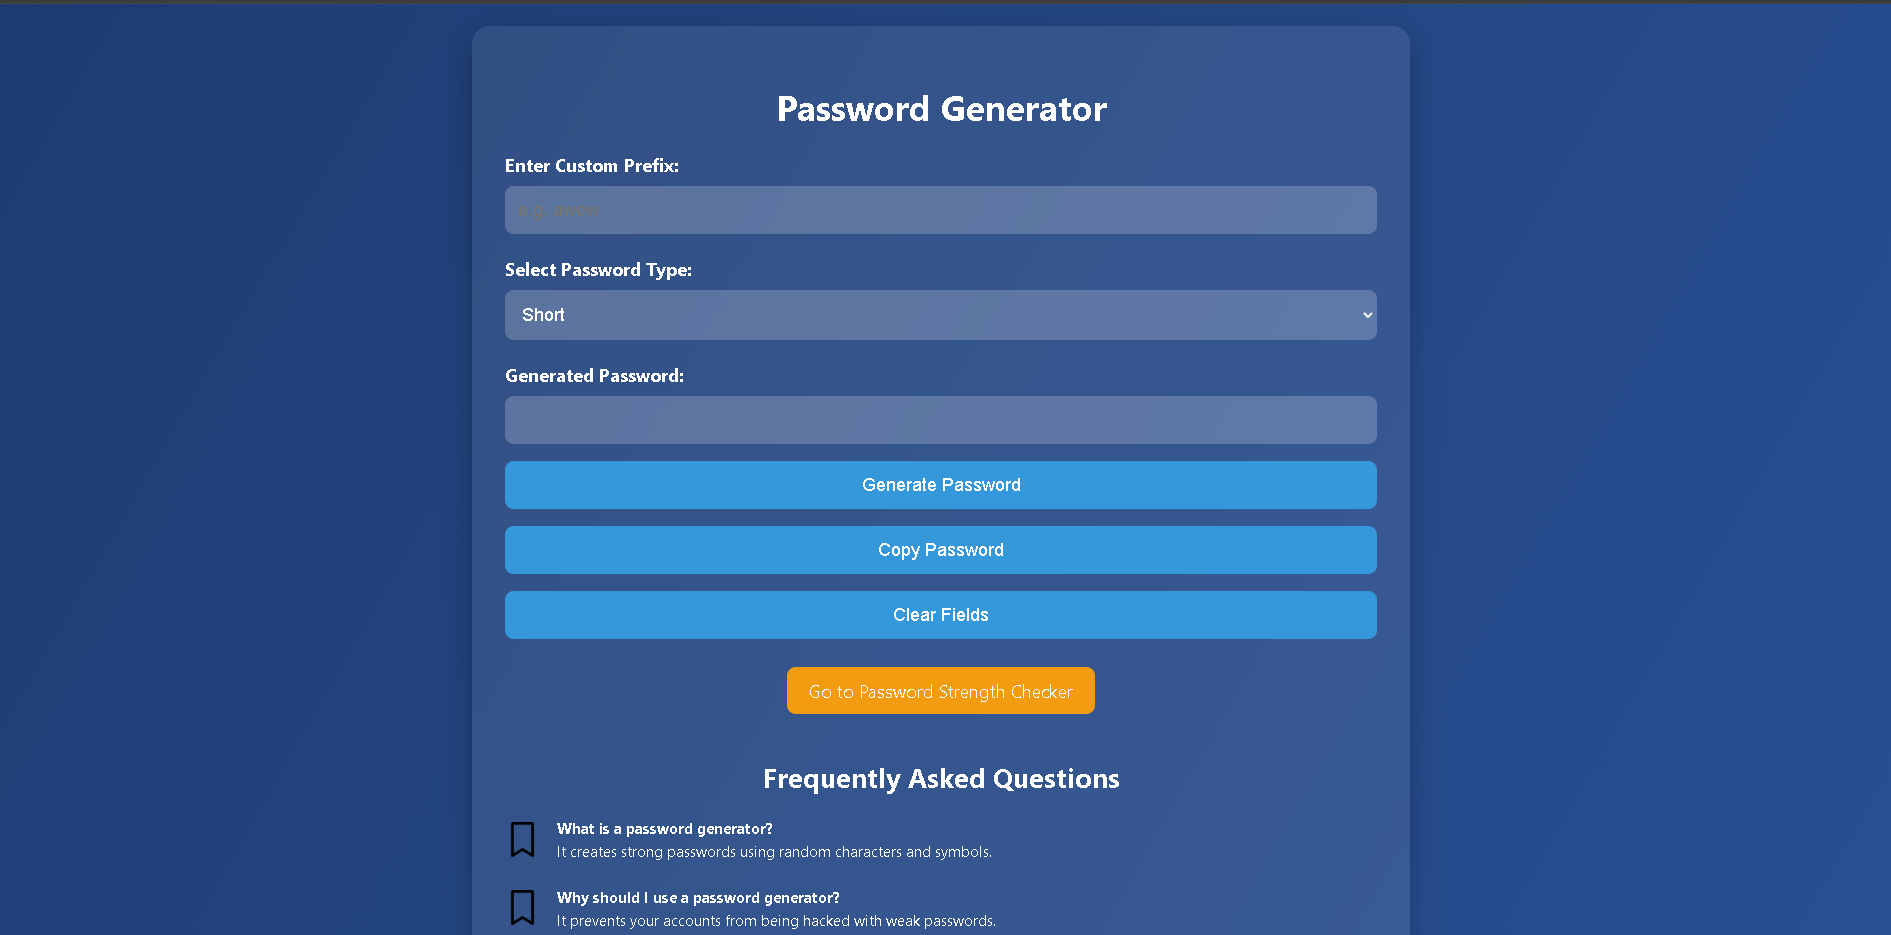 Password Generator
Enter Custom Prefix:
e.g. awow
Select Password Type:
Short
Generated Password:
Generate Password
Copy Password
Clear Fields
Go to Password Strength Checker
Frequently Asked Questions
What is a password generator?
It creates strong passwords using random characters and symbols.
Why should I use a password generator?
It prevents your accounts from being hacked with weak passwords.